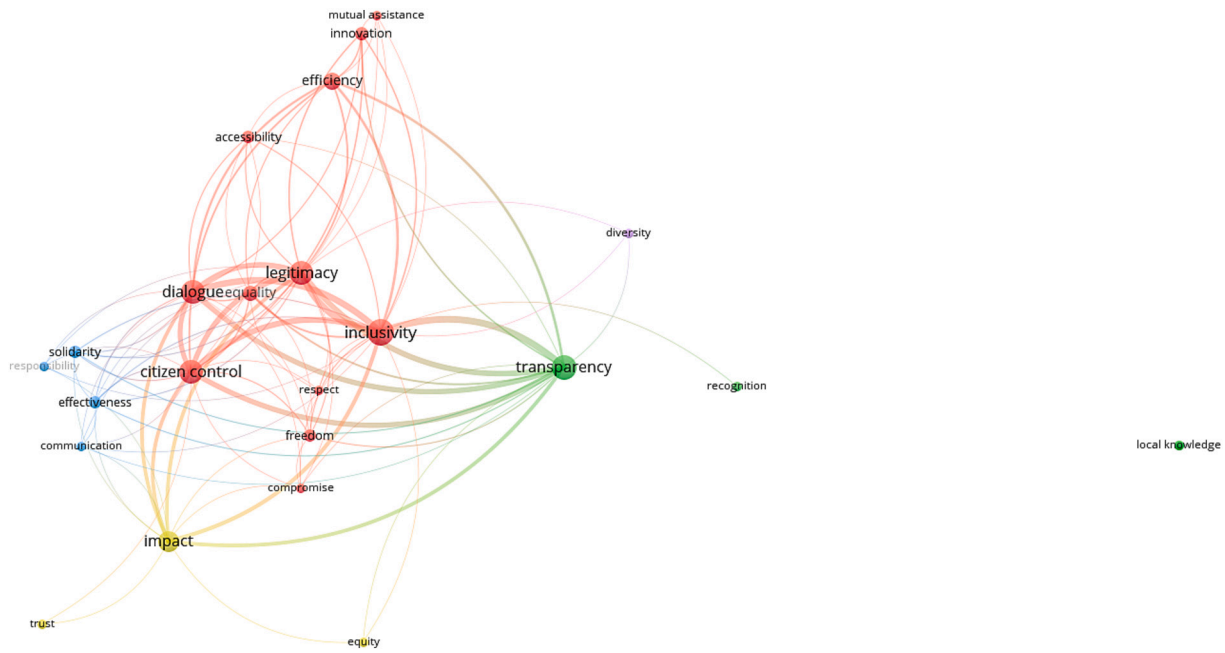 mutual assistance
innovation
efficiency
accessibility
diversity
legitimacy
dialogue
equality
inclusivity
solidarity
responsibility
transparency
citizen control
recognition
respect
effectiveness
freedom
communication
local knowledge
compromise
impact
trust
equity